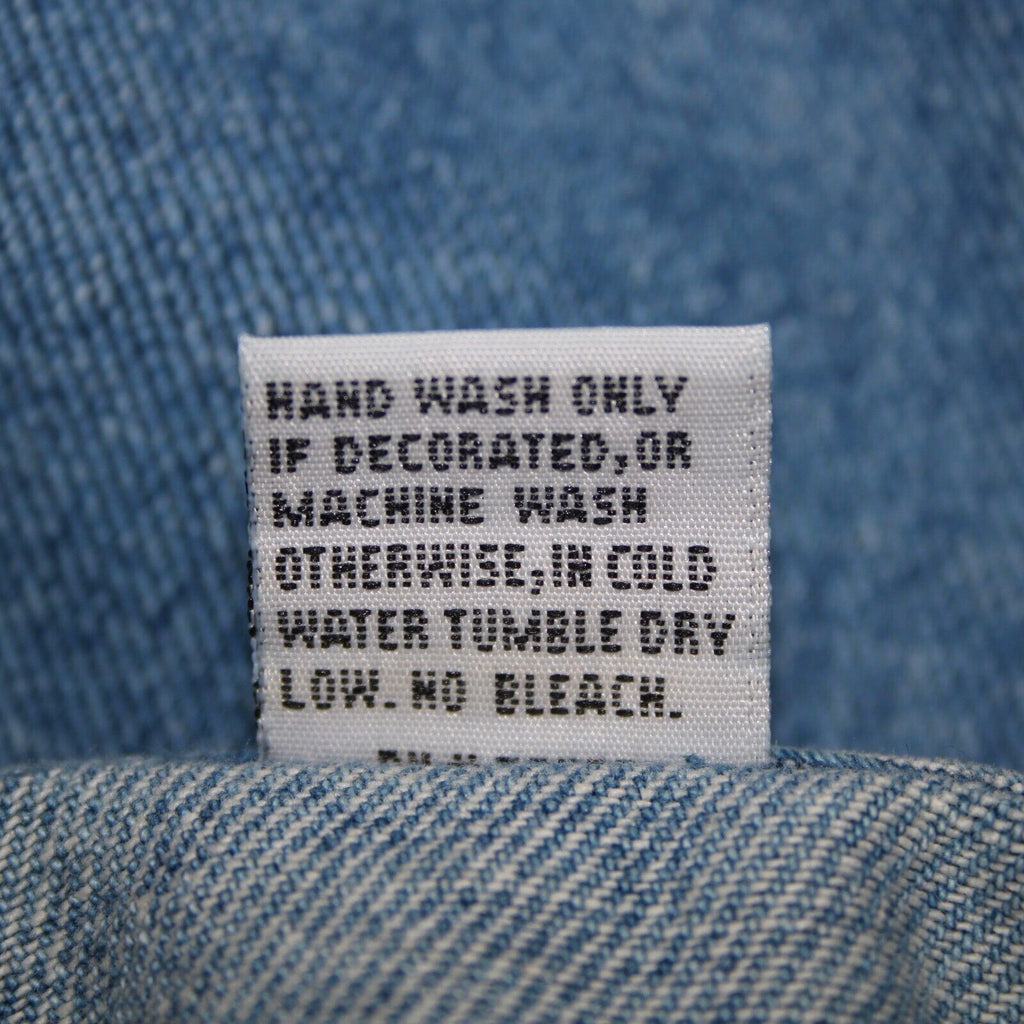 HAND WASH ONLY
IF DECORATED,OR
MACHINE WASH
OTHERWISE;IN COLD
WATER TUMBLE DRY
LOW. NO BLEACH.